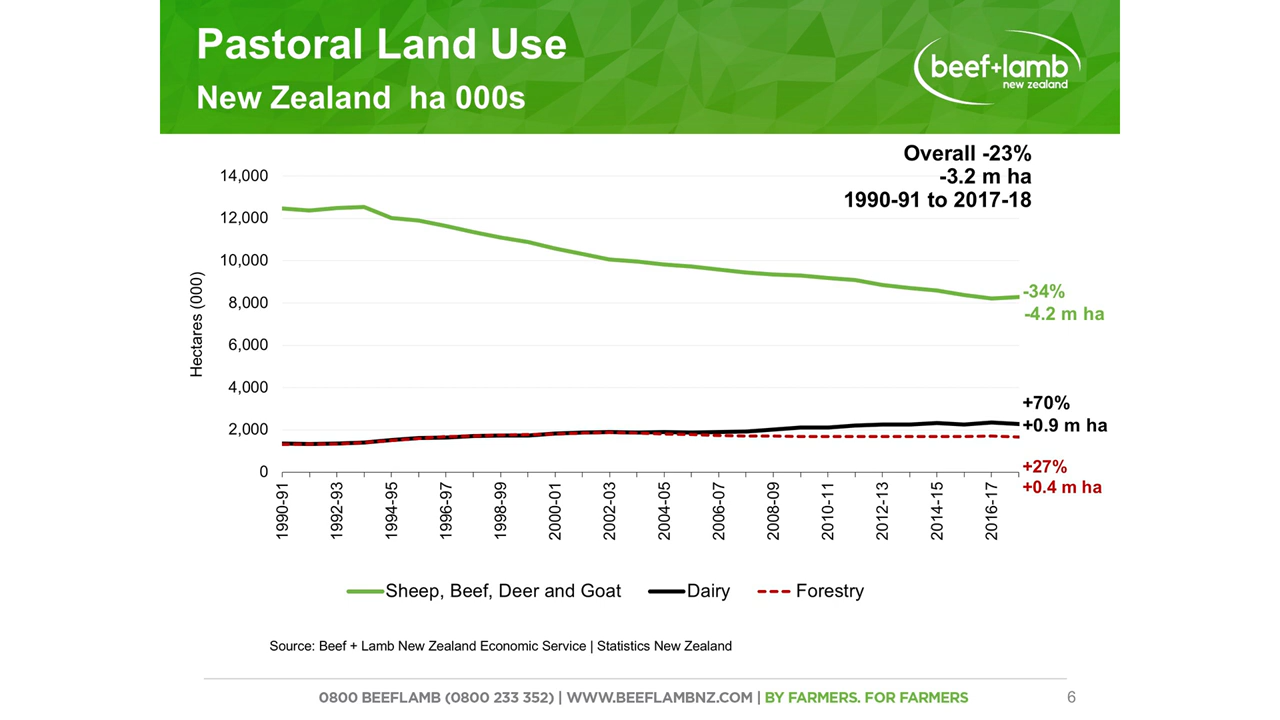 Pastoral Land Use
New Zealand ha 000s
beef+lamb
new zealand
Overall -23%
-3.2 m ha
1990-91 to 2017-18
14,000
12,000
10,000
8,000
6,000
4,000
2,000
0
Hectares (000)
-34%
-4.2 m ha
+70%
+0.9 m ha
+27%
+0.4 m ha
1990-91
1992-93
1994-95
1996-97
1998-99
2000-01
2002-03
2004-05
2006-07
2008-09
2010-11
2012-13
2014-15
2016-17
Sheep, Beef, Deer and Goat
Dairy
Forestry
Source: Beef + Lamb New Zealand Economic Service | Statistics New Zealand
0800 BEEFLAMB (0800 233 352) | WWW.BEEFLAMBNZ.COM | BY FARMERS. FOR FARMERS
6